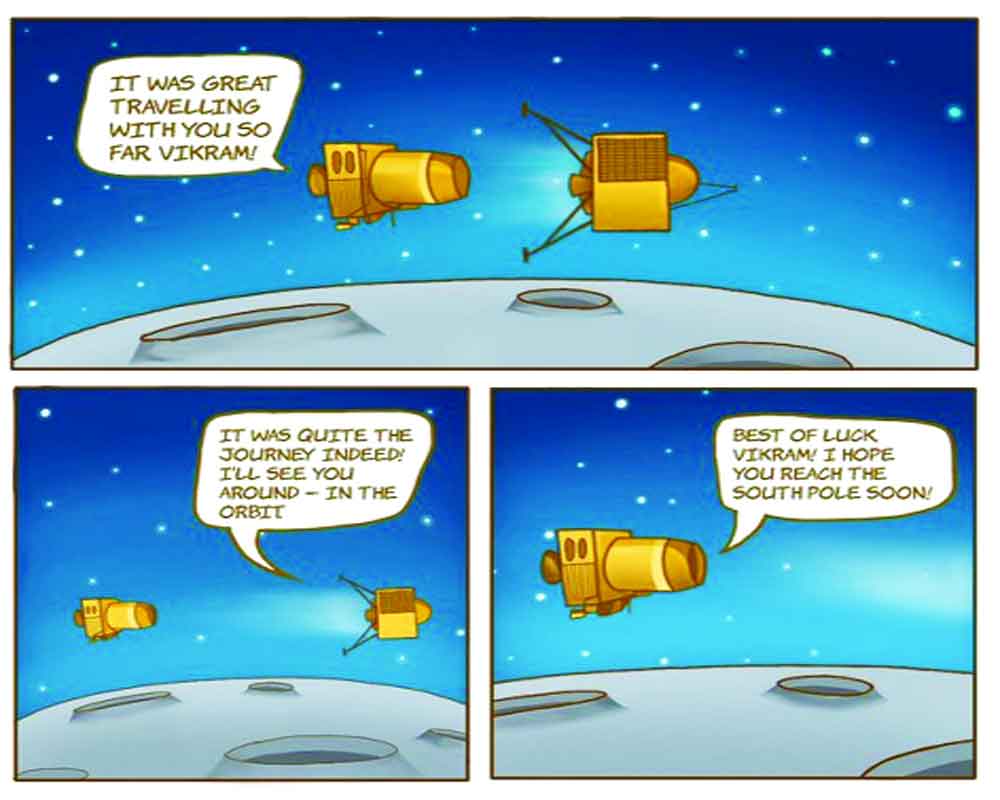 IT WAS GREAT
TRAVELLING
WITH YOU SO
FAR VIKRAM!
IT WAS QUITE THE
JOURNEY INDEED!
I'LL SEE YOU
AROUND – IN THE
ORBIT
BEST OF LUCK
VIKRAM! I HOPE
YOU REACH THE
SOUTH POLE SOON!